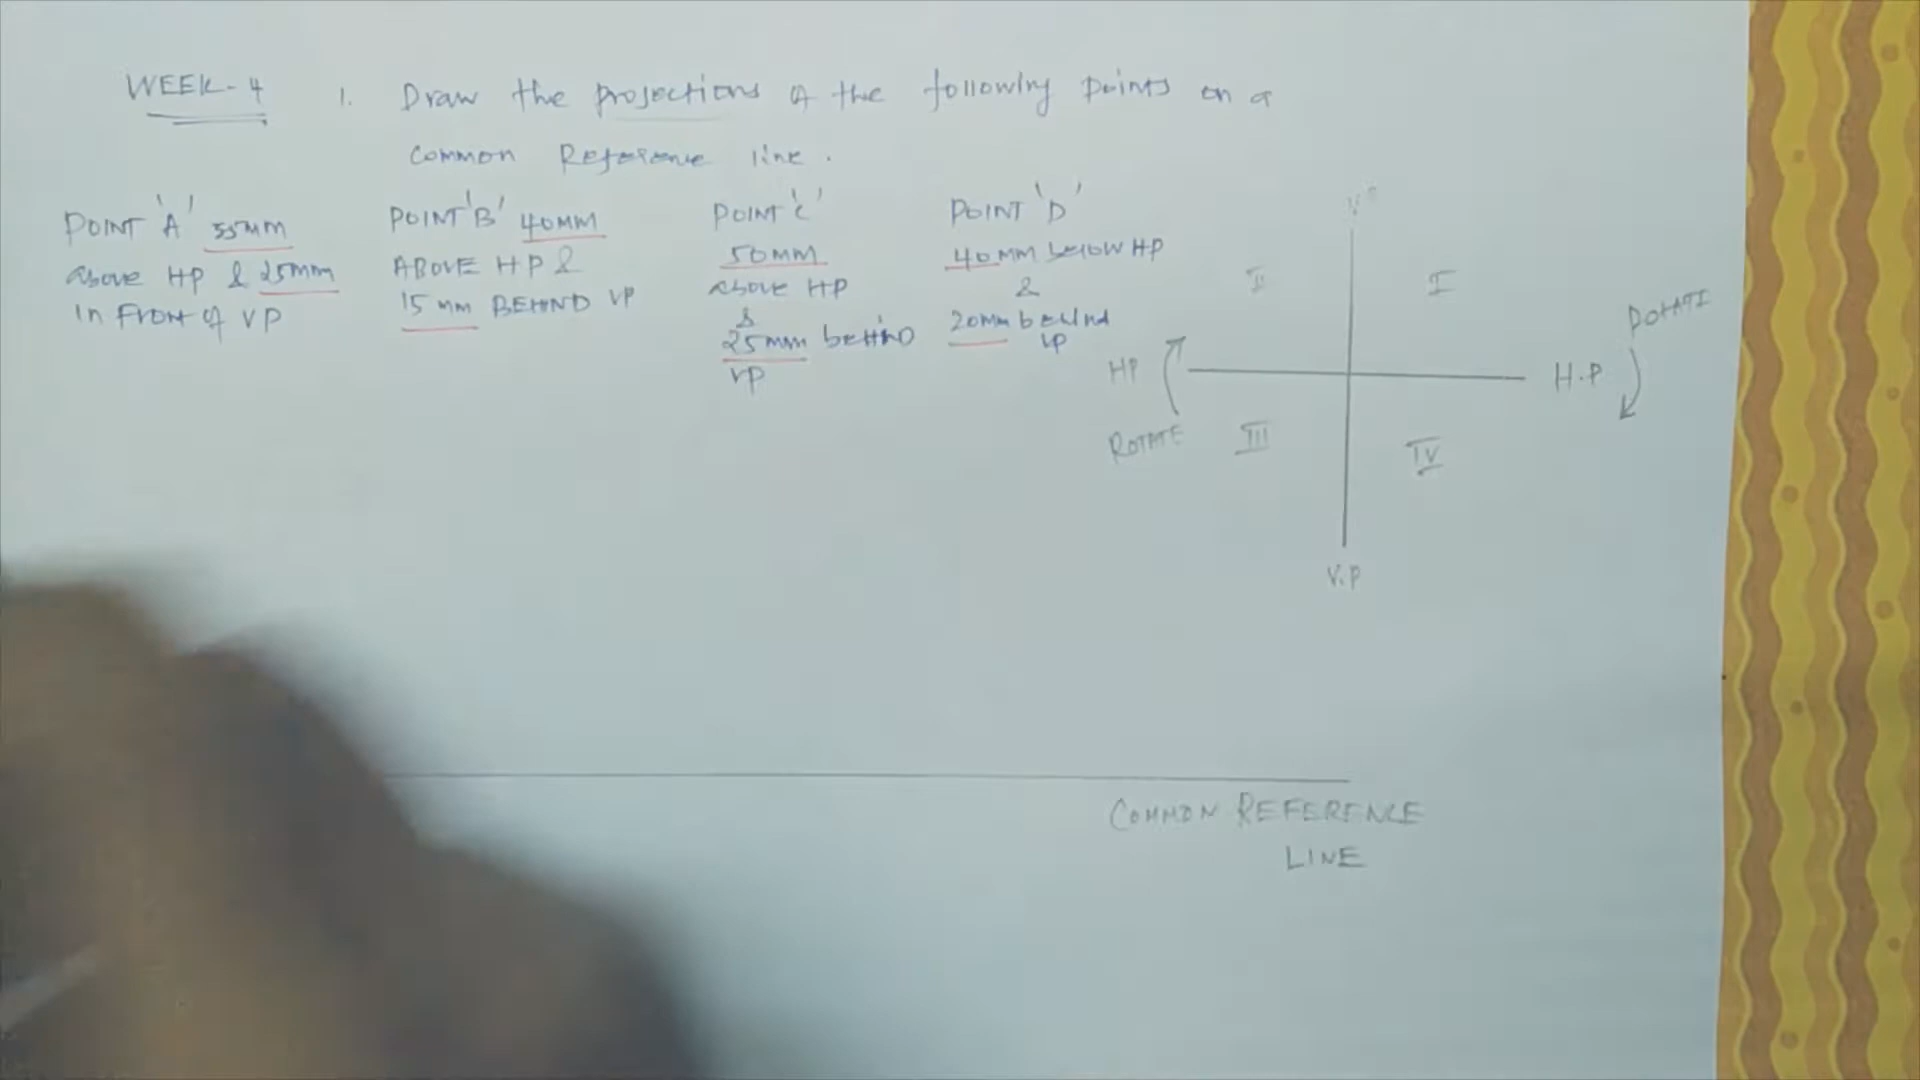 WEEK-4 1. Draw the projections of the following points on a
common Reference line.
POINT 'A' 55MM
above HP & 25mm
in FRONT of VP
POINT 'B' 40MM
ABOVE HP &
15 mm BEHIND VP
POINT 'C'
50MM
above HP
&
25mm behind
VP
POINT 'D'
40MM below HP
&
20mm behind
VP
II
I
HP
H.P
ROTATE
III
IV
V.P
COMMON REFERENCE
LINE